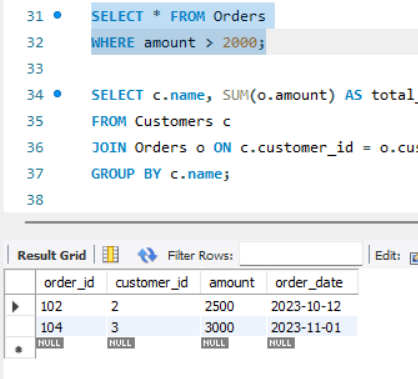 31 SELECT * FROM Orders
32 WHERE amount > 2000;
33
34 SELECT c.name, SUM(o.amount) AS total_
35 FROM Customers c
36 JOIN Orders o ON c.customer_id = o.cus
37 GROUP BY c.name;
38
Result Grid Filter Rows: Edit:
order_id customer_id amount order_date
102 2 2500 2023-10-12
104 3 3000 2023-11-01
NULL NULL NULL NULL